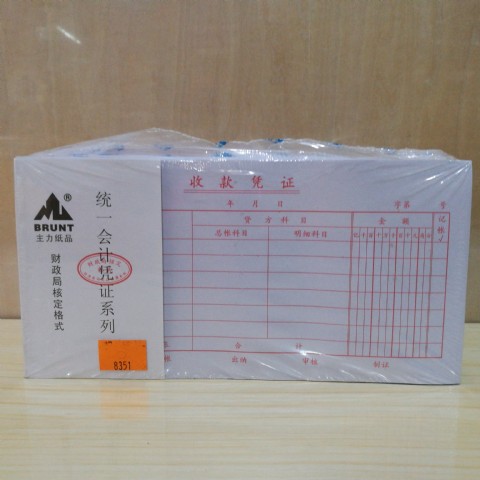 收款凭证
年 月 日
字第 号
贷方科目
金额
记帐√
总帐科目
明细科目
合计
帐
出纳
审核
制证
®
BRUNT
主力纸品
财政局核定格式
统一会计凭证系列
8351